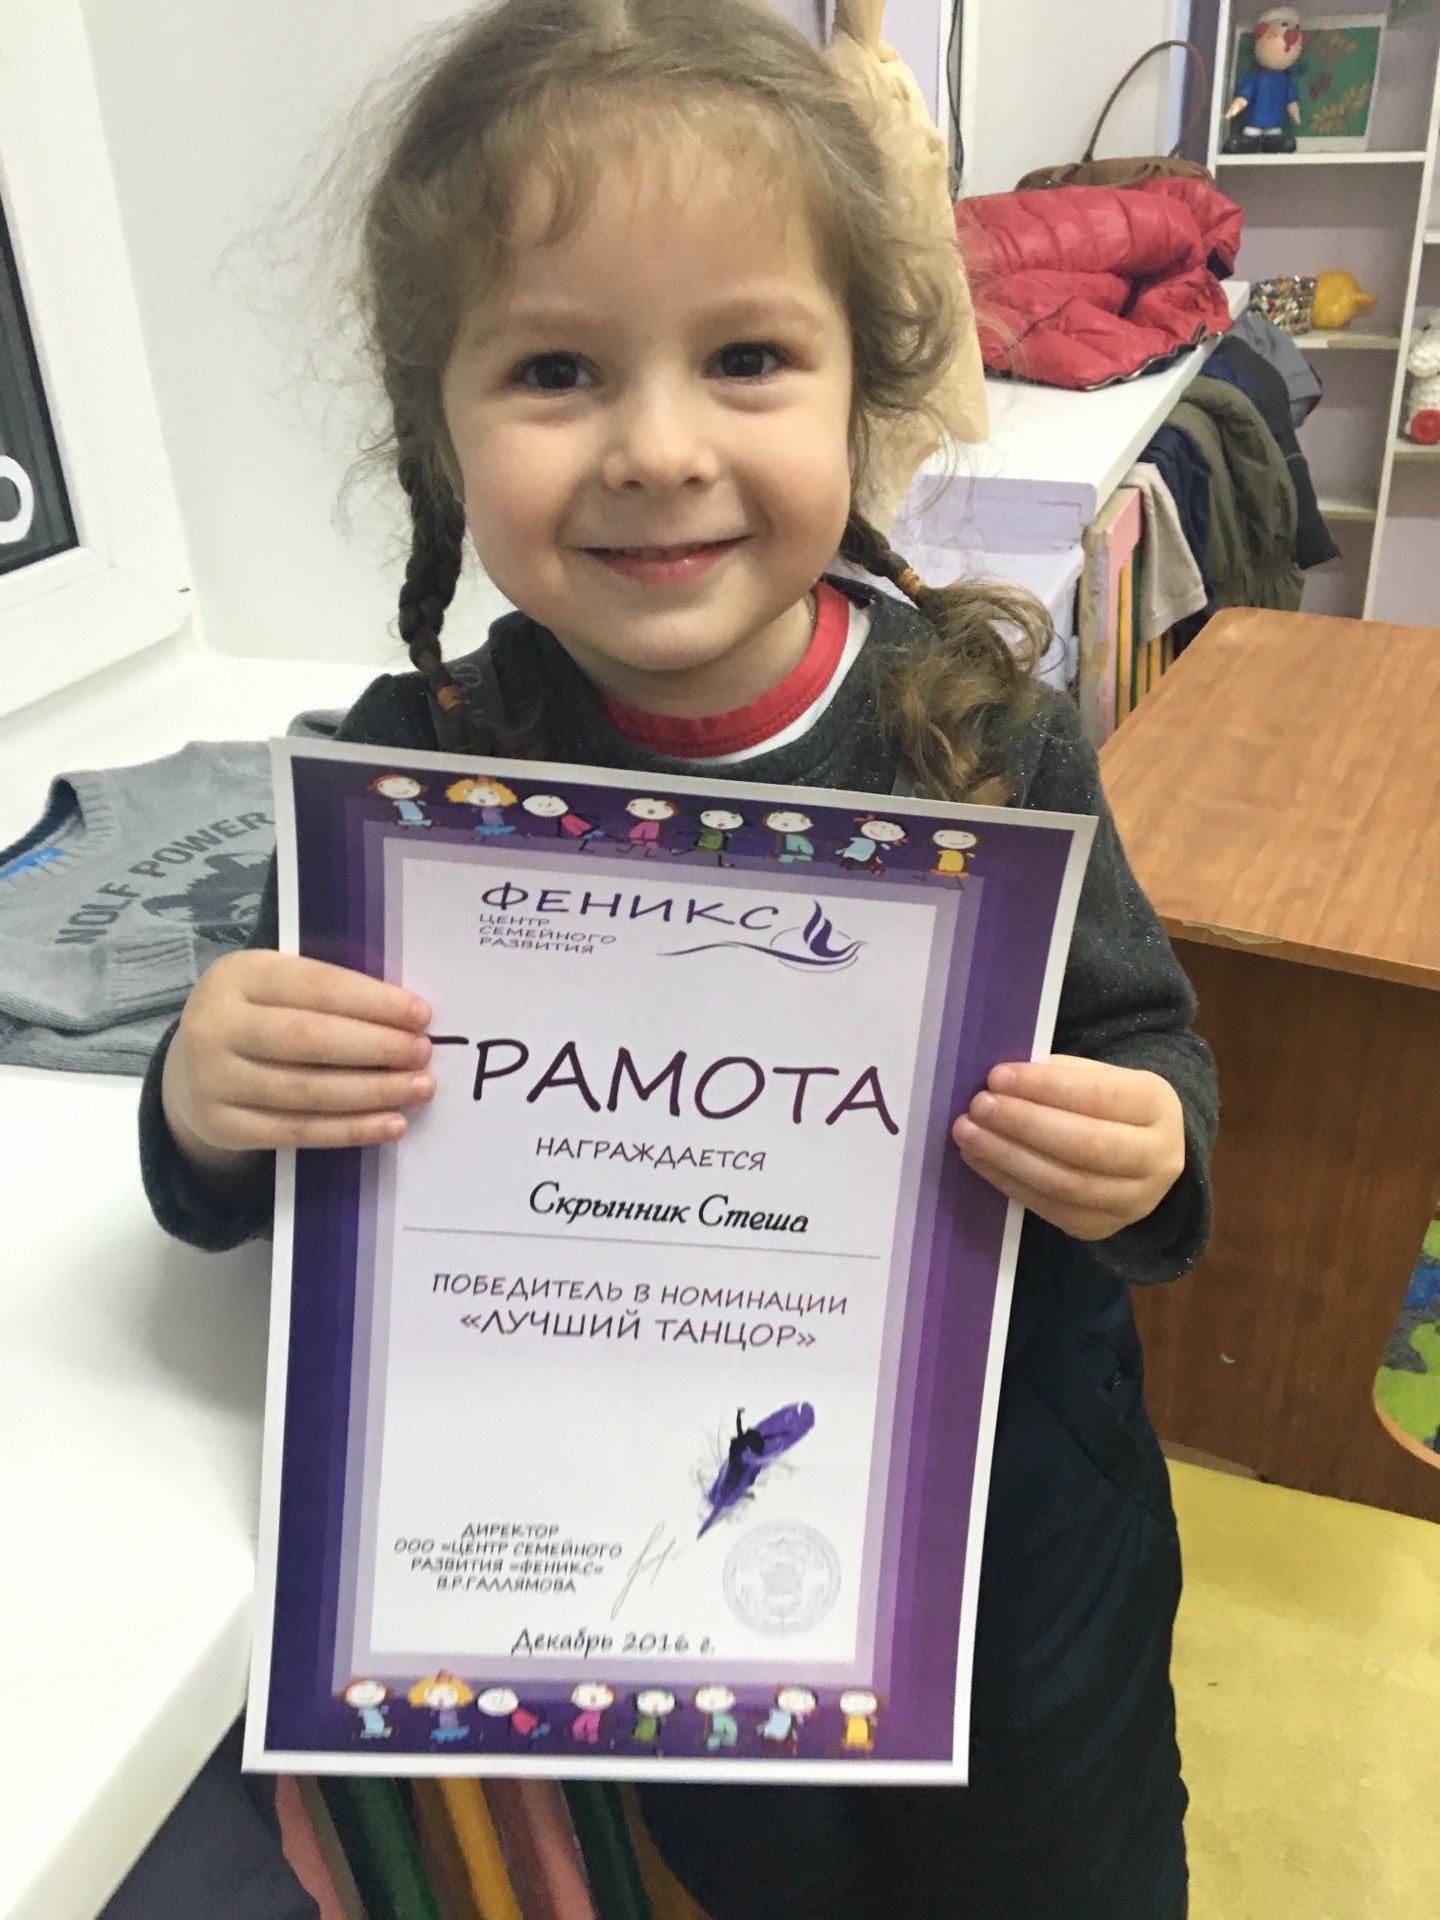 WOLF POWER
ФЕНИКС
ЦЕНТР
СЕМЕЙНОГО
РАЗВИТИЯ
ГРАМОТА
НАГРАЖДАЕТСЯ
Скрынник Стеша
ПОБЕДИТЕЛЬ В НОМИНАЦИИ
«ЛУЧШИЙ ТАНЦОР»
ДИРЕКТОР
ООО «ЦЕНТР СЕМЕЙНОГО
РАЗВИТИЯ «ФЕНИКС»
В.Р.ГАЛЛЯМОВА
Декабрь 2016 г.